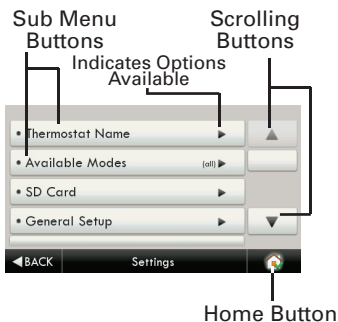 Sub Menu
Buttons
Scrolling
Buttons
Indicates Options
Available
• Thermostat Name
• Available Modes (all)
• SD Card
• General Setup
BACK Settings
Home Button